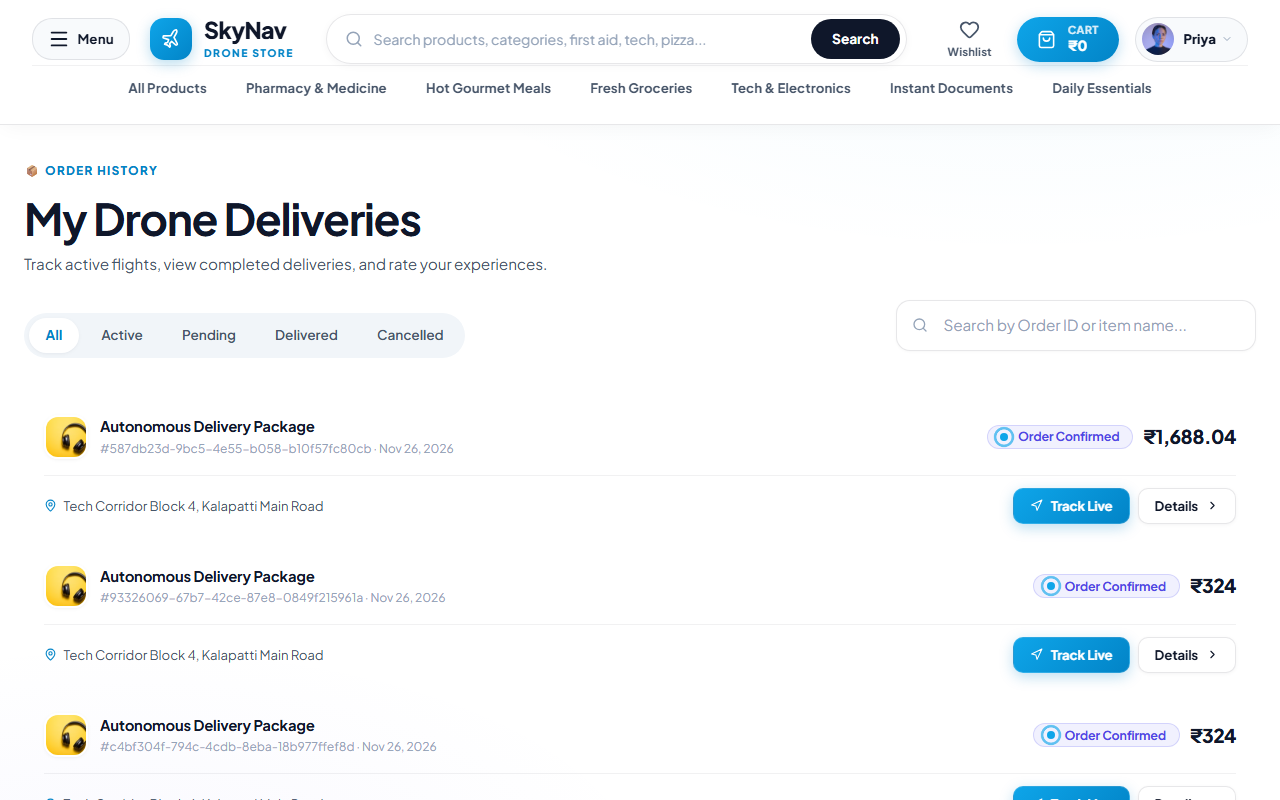 Menu
SkyNav
DRONE STORE
Search products, categories, first aid, tech, pizza...
Search
Wishlist
CART
₹0
Priya
All Products
Pharmacy & Medicine
Hot Gourmet Meals
Fresh Groceries
Tech & Electronics
Instant Documents
Daily Essentials
ORDER HISTORY
My Drone Deliveries
Track active flights, view completed deliveries, and rate your experiences.
All
Active
Pending
Delivered
Cancelled
Search by Order ID or item name...
Autonomous Delivery Package
#587db23d-9bc5-4e55-b058-b10f57fc80cb · Nov 26, 2026
Order Confirmed
₹1,688.04
Tech Corridor Block 4, Kalapatti Main Road
Track Live
Details
Autonomous Delivery Package
#93326069-67b7-42ce-87e8-0849f215961a · Nov 26, 2026
Order Confirmed
₹324
Tech Corridor Block 4, Kalapatti Main Road
Track Live
Details
Autonomous Delivery Package
#c4bf304f-794c-4cdb-8eba-18b977ffef8d · Nov 26, 2026
Order Confirmed
₹324